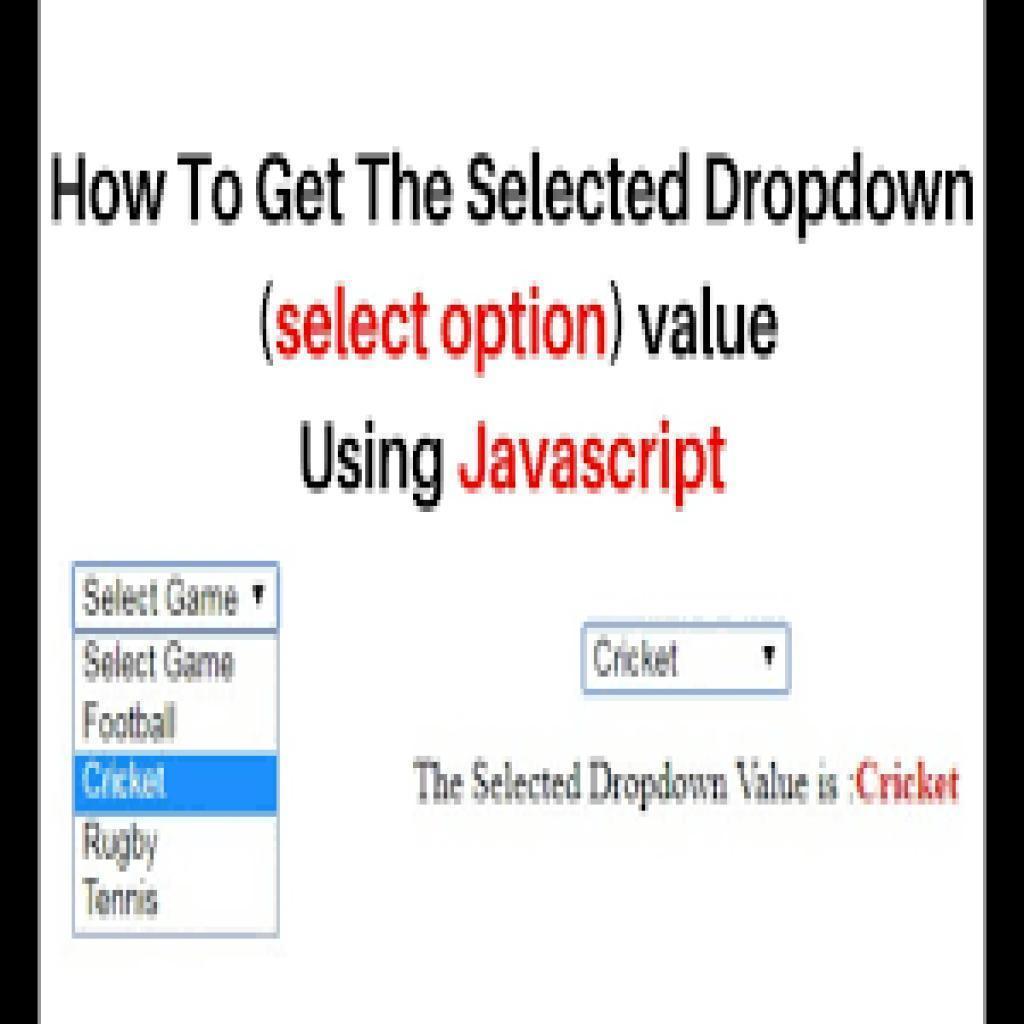 How To Get The Selected Dropdown
(select option) value
Using Javascript
Select Game
Select Game
Football
Cricket
Rugby
Tennis
Cricket
The Selected Dropdown Value is :Cricket